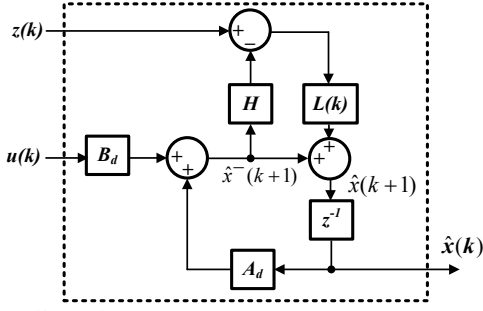 z(k)
+
−
H
L(k)
u(k)
B_d
+
+
+
+
x̂⁻(k+1)
x̂(k+1)
z⁻¹
x̂(k)
A_d